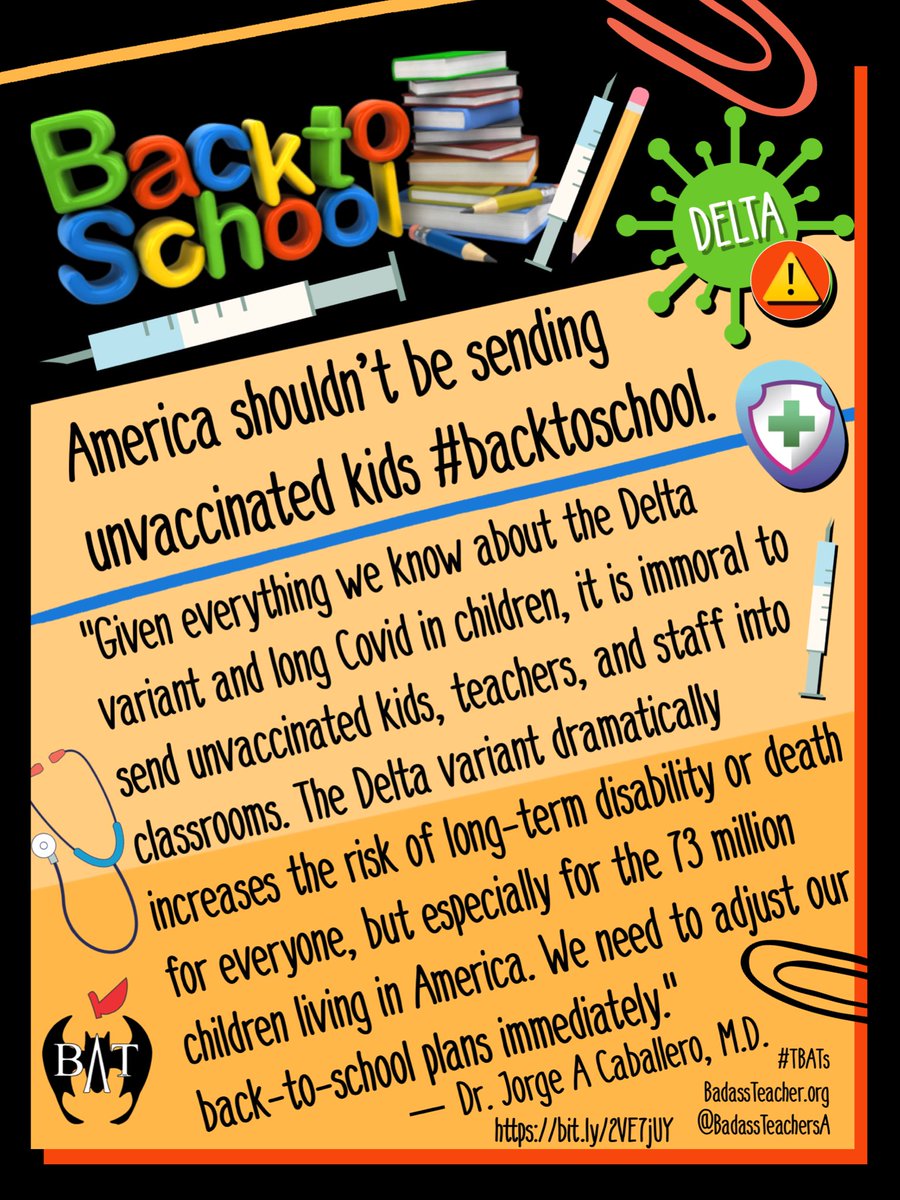 Back to
School
DELTA
America shouldn't be sending
unvaccinated kids #backtoschool.
"Given everything we know about the Delta
variant and long Covid in children, it is immoral to
send unvaccinated kids, teachers, and staff into
classrooms. The Delta variant dramatically
increases the risk of long-term disability or death
for everyone, but especially for the 73 million
children living in America. We need to adjust our
back-to-school plans immediately."
— Dr. Jorge A Caballero, M.D.
https://bit.ly/2VE7jUY
#TBATs
BadassTeacher.org
@BadassTeachersA
BAT